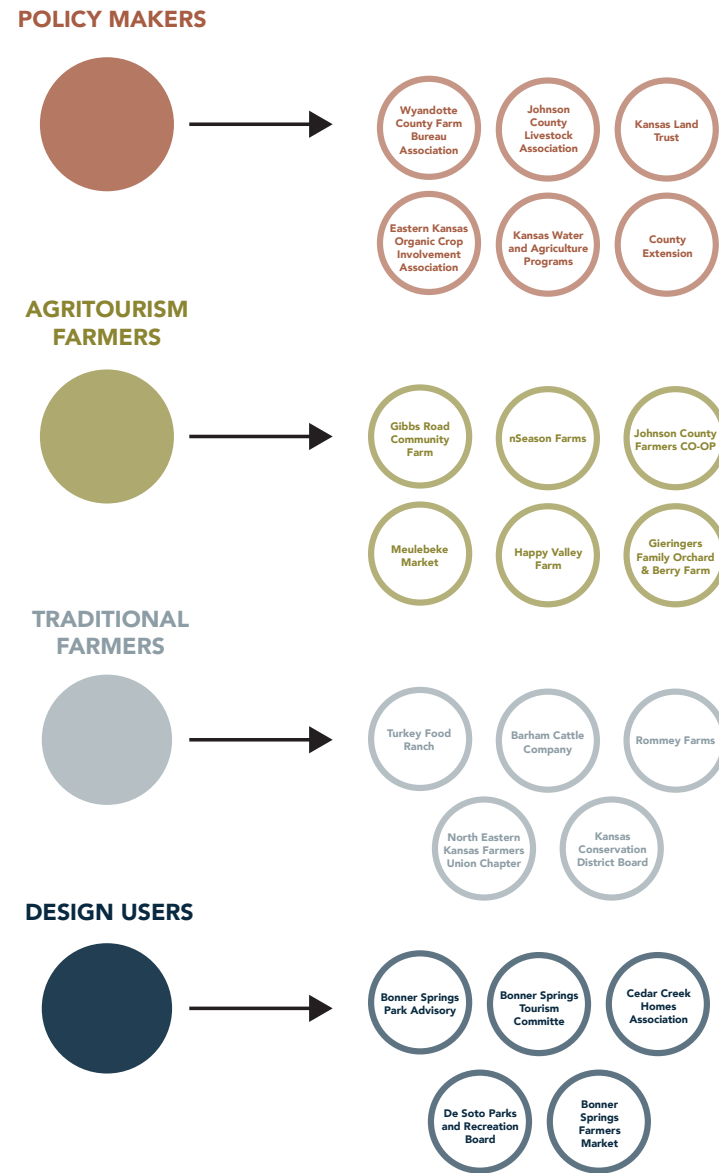 POLICY MAKERS
Wyandotte
County Farm
Bureau
Association
Johnson
County
Livestock
Association
Kansas Land
Trust
Eastern Kansas
Organic Crop
Involvement
Association
Kansas Water
and Agriculture
Programs
County
Extension
AGRITOURISM
FARMERS
Gibbs Road
Community
Farm
nSeason Farms
Johnson County
Farmers CO-OP
Meulebeke
Market
Happy Valley
Farm
Gieringers
Family Orchard
& Berry Farm
TRADITIONAL
FARMERS
Turkey Food
Ranch
Barham Cattle
Company
Rommey Farms
North Eastern
Kansas Farmers
Union Chapter
Kansas
Conservation
District Board
DESIGN USERS
Bonner Springs
Park Advisory
Bonner Springs
Tourism
Committe
Cedar Creek
Homes
Association
De Soto Parks
and Recreation
Board
Bonner
Springs
Farmers
Market